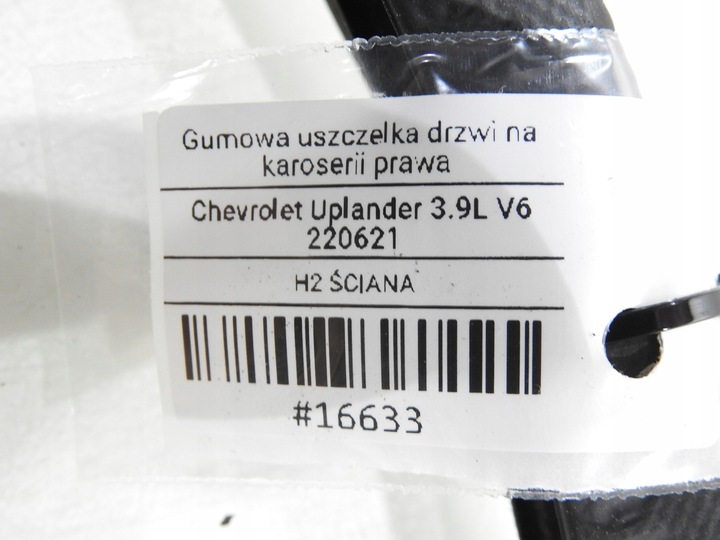 Gumowa uszczelka drzwi na
karoserii prawa
Chevrolet Uplander 3.9L V6
220621
H2 ŚCIANA
#16633